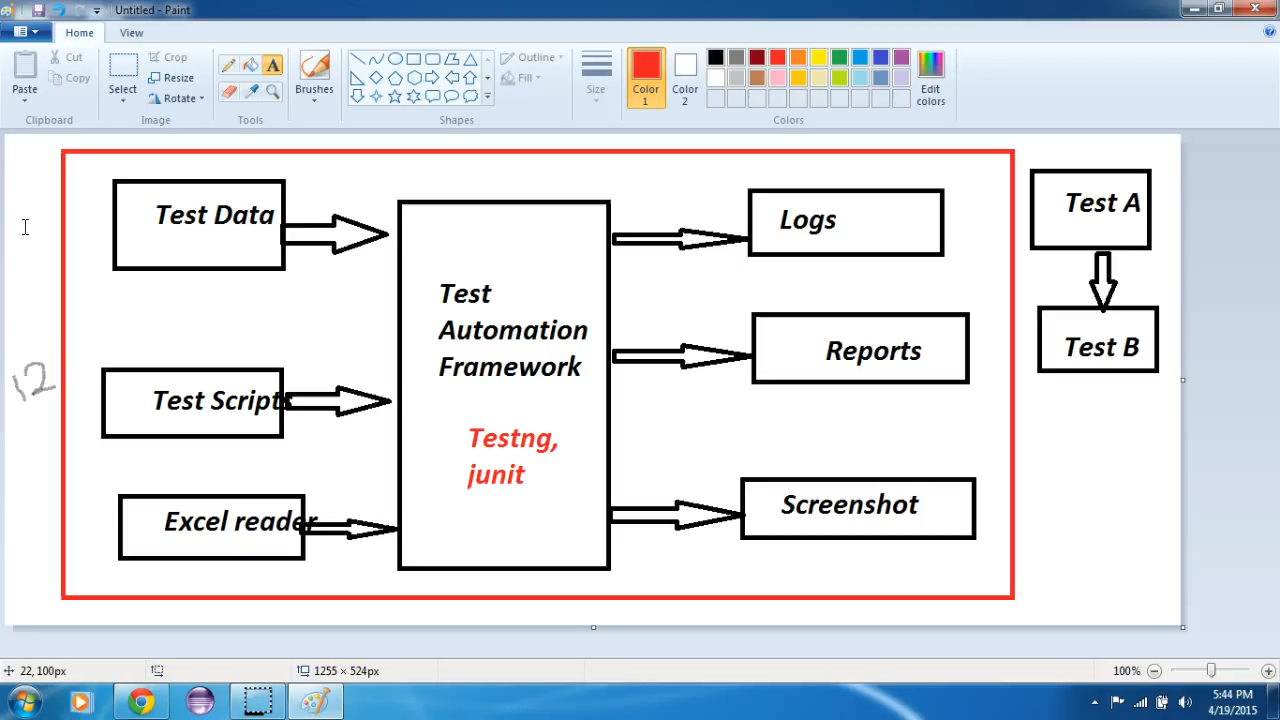 Untitled - Paint
Home
View
Paste
Cut
Copy
Clipboard
Select
Crop
Resize
Rotate
Image
Tools
Brushes
Shapes
Outline
Fill
Size
Color 1
Color 2
Edit colors
Colors
Test Data
Test Scripts
Excel reader
12
Test
Automation
Framework
Testng,
junit
Logs
Reports
Screenshot
Test A
Test B
22, 100px
1255 × 524px
100%
5:44 PM
4/19/2015